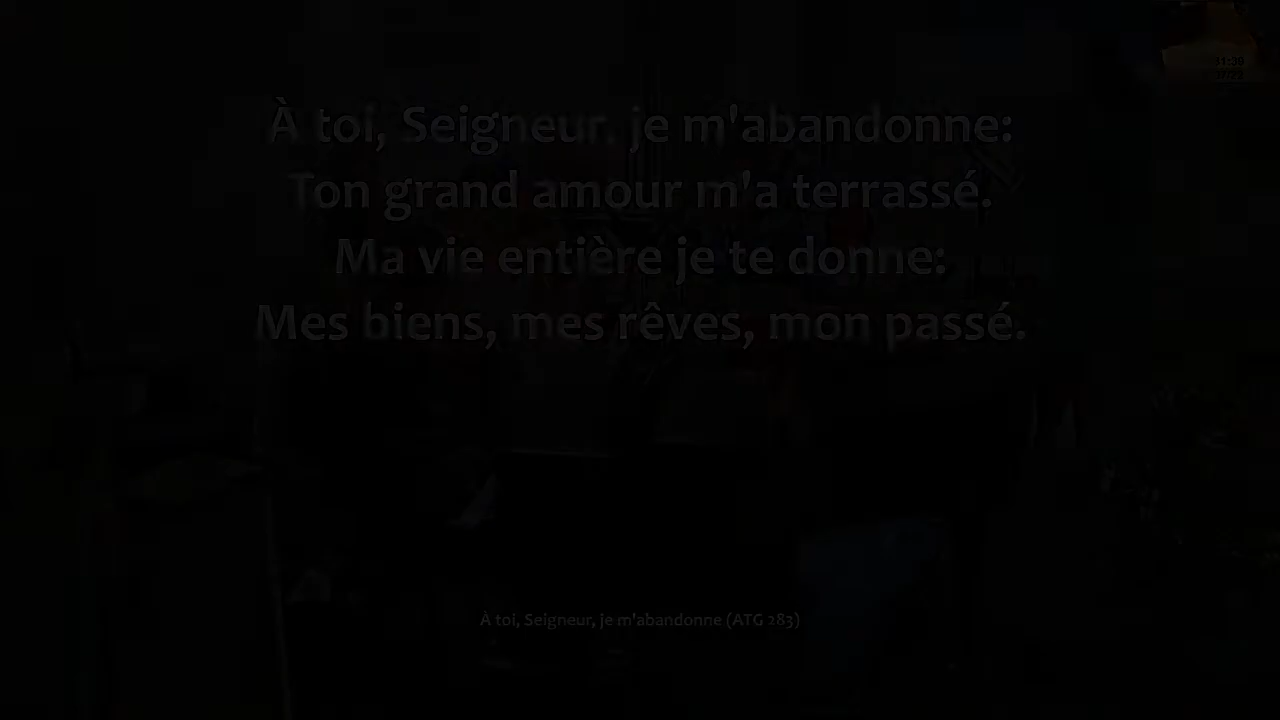 À toi, Seigneur, je m'abandonne:
Ton grand amour m'a terrassé.
Ma vie entière je te donne:
Mes biens, mes rêves, mon passé.
À toi, Seigneur, je m'abandonne (ATG 283)